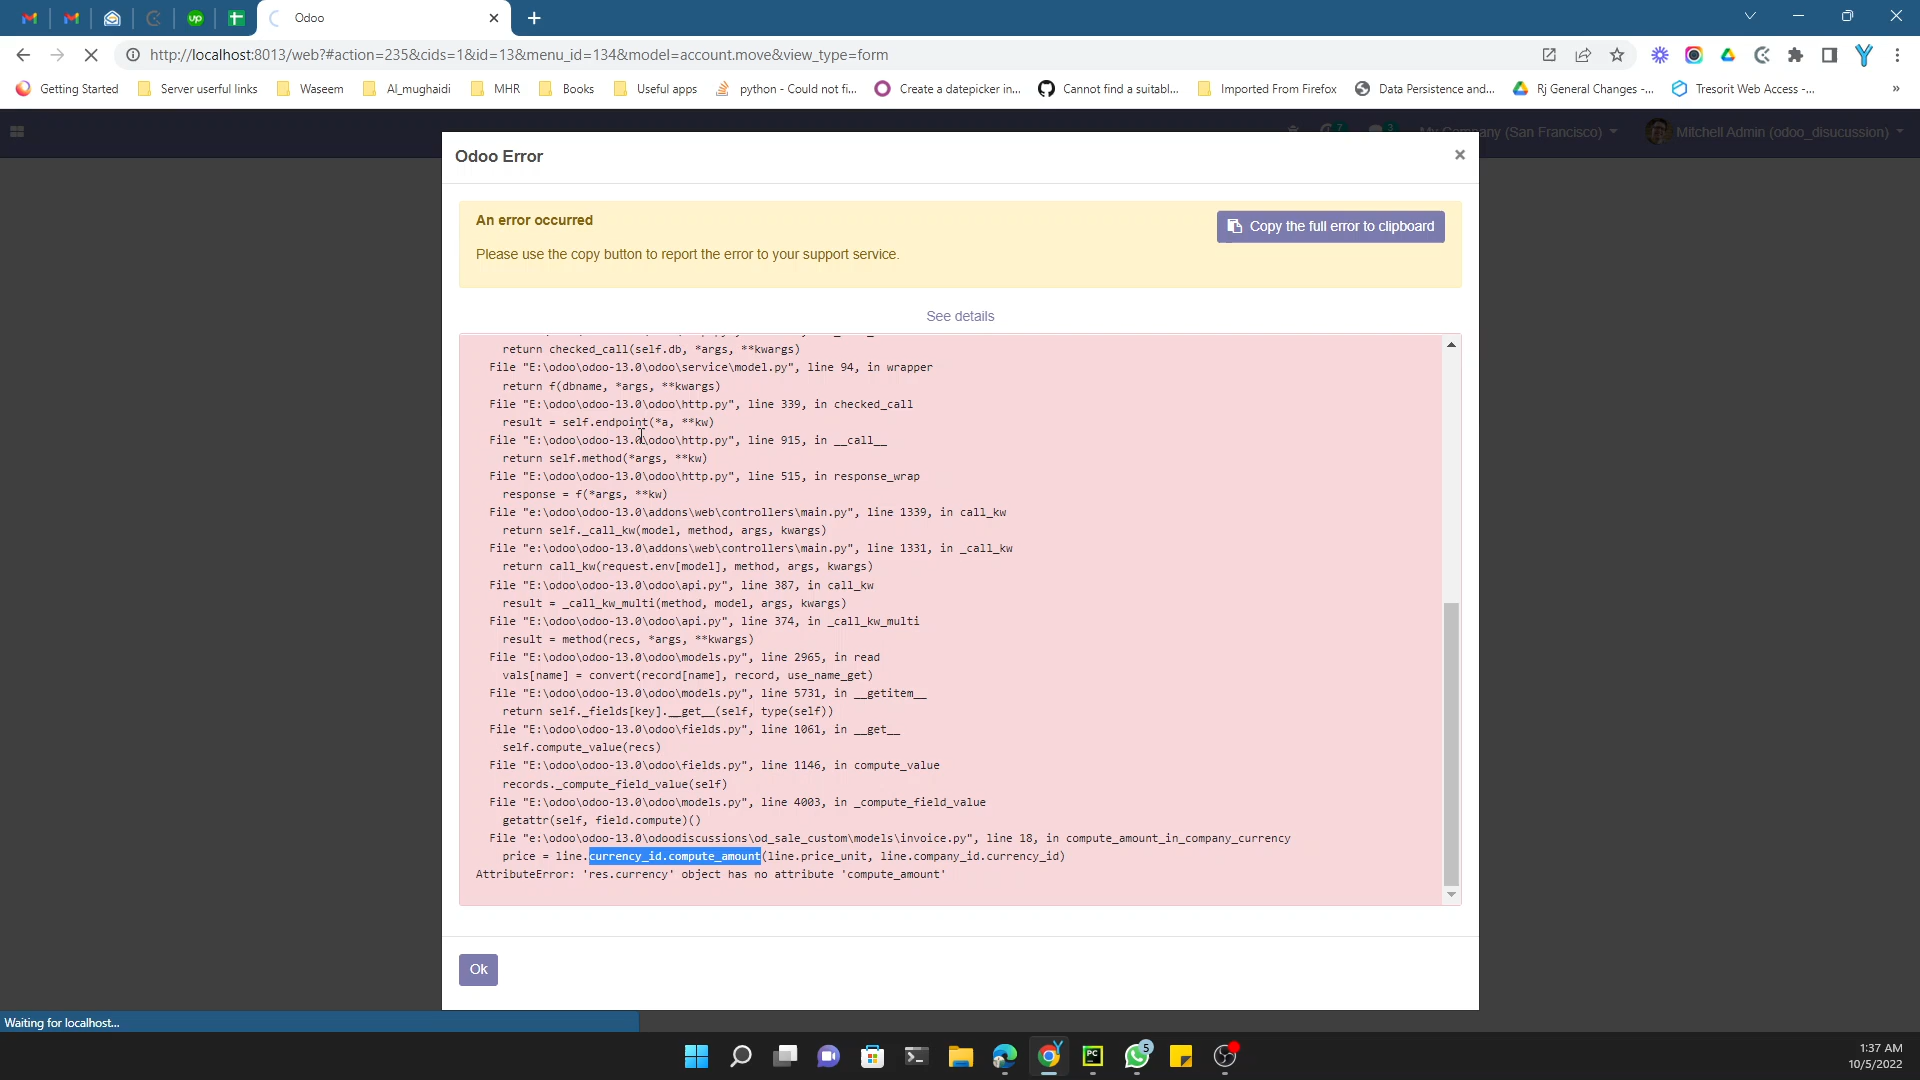 Odoo
http://localhost:8013/web?#action=235&cids=1&id=13&menu_id=134&model=account.move&view_type=form
Getting Started
Server userful links
Waseem
Al_mughaidi
MHR
Books
Useful apps
python - Could not fi...
Create a datepicker in...
Cannot find a suitabl...
Imported From Firefox
Data Persistence and...
Rj General Changes -...
Tresorit Web Access -...
»
7
3
My Company (San Francisco)
Mitchell Admin (odoo_disucussion)
Odoo Error
×
An error occurred
Copy the full error to clipboard
Please use the copy button to report the error to your support service.
See details
return checked_call(self.db, *args, **kwargs)
File "E:\odoo\odoo-13.0\odoo\service\model.py", line 94, in wrapper
return f(dbname, *args, **kwargs)
File "E:\odoo\odoo-13.0\odoo\http.py", line 339, in checked_call
result = self.endpoint(*a, **kw)
File "E:\odoo\odoo-13.0\odoo\http.py", line 915, in __call__
return self.method(*args, **kw)
File "E:\odoo\odoo-13.0\odoo\http.py", line 515, in response_wrap
response = f(*args, **kw)
File "e:\odoo\odoo-13.0\addons\web\controllers\main.py", line 1339, in call_kw
return self._call_kw(model, method, args, kwargs)
File "e:\odoo\odoo-13.0\addons\web\controllers\main.py", line 1331, in _call_kw
return call_kw(request.env[model], method, args, kwargs)
File "E:\odoo\odoo-13.0\odoo\api.py", line 387, in call_kw
result = _call_kw_multi(method, model, args, kwargs)
File "E:\odoo\odoo-13.0\odoo\api.py", line 374, in _call_kw_multi
result = method(recs, *args, **kwargs)
File "E:\odoo\odoo-13.0\odoo\models.py", line 2965, in read
vals[name] = convert(record[name], record, use_name_get)
File "E:\odoo\odoo-13.0\odoo\models.py", line 5731, in __getitem__
return self._fields[key].__get__(self, type(self))
File "E:\odoo\odoo-13.0\odoo\fields.py", line 1061, in __get__
self.compute_value(recs)
File "E:\odoo\odoo-13.0\odoo\fields.py", line 1146, in compute_value
records._compute_field_value(self)
File "E:\odoo\odoo-13.0\odoo\models.py", line 4003, in _compute_field_value
getattr(self, field.compute)()
File "e:\odoo\odoo-13.0\odoodiscussions\od_sale_custom\models\invoice.py", line 18, in compute_amount_in_company_currency
price = line.currency_id.compute_amount(line.price_unit, line.company_id.currency_id)
AttributeError: 'res.currency' object has no attribute 'compute_amount'
Ok
Waiting for localhost...
5
1:37 AM
10/5/2022